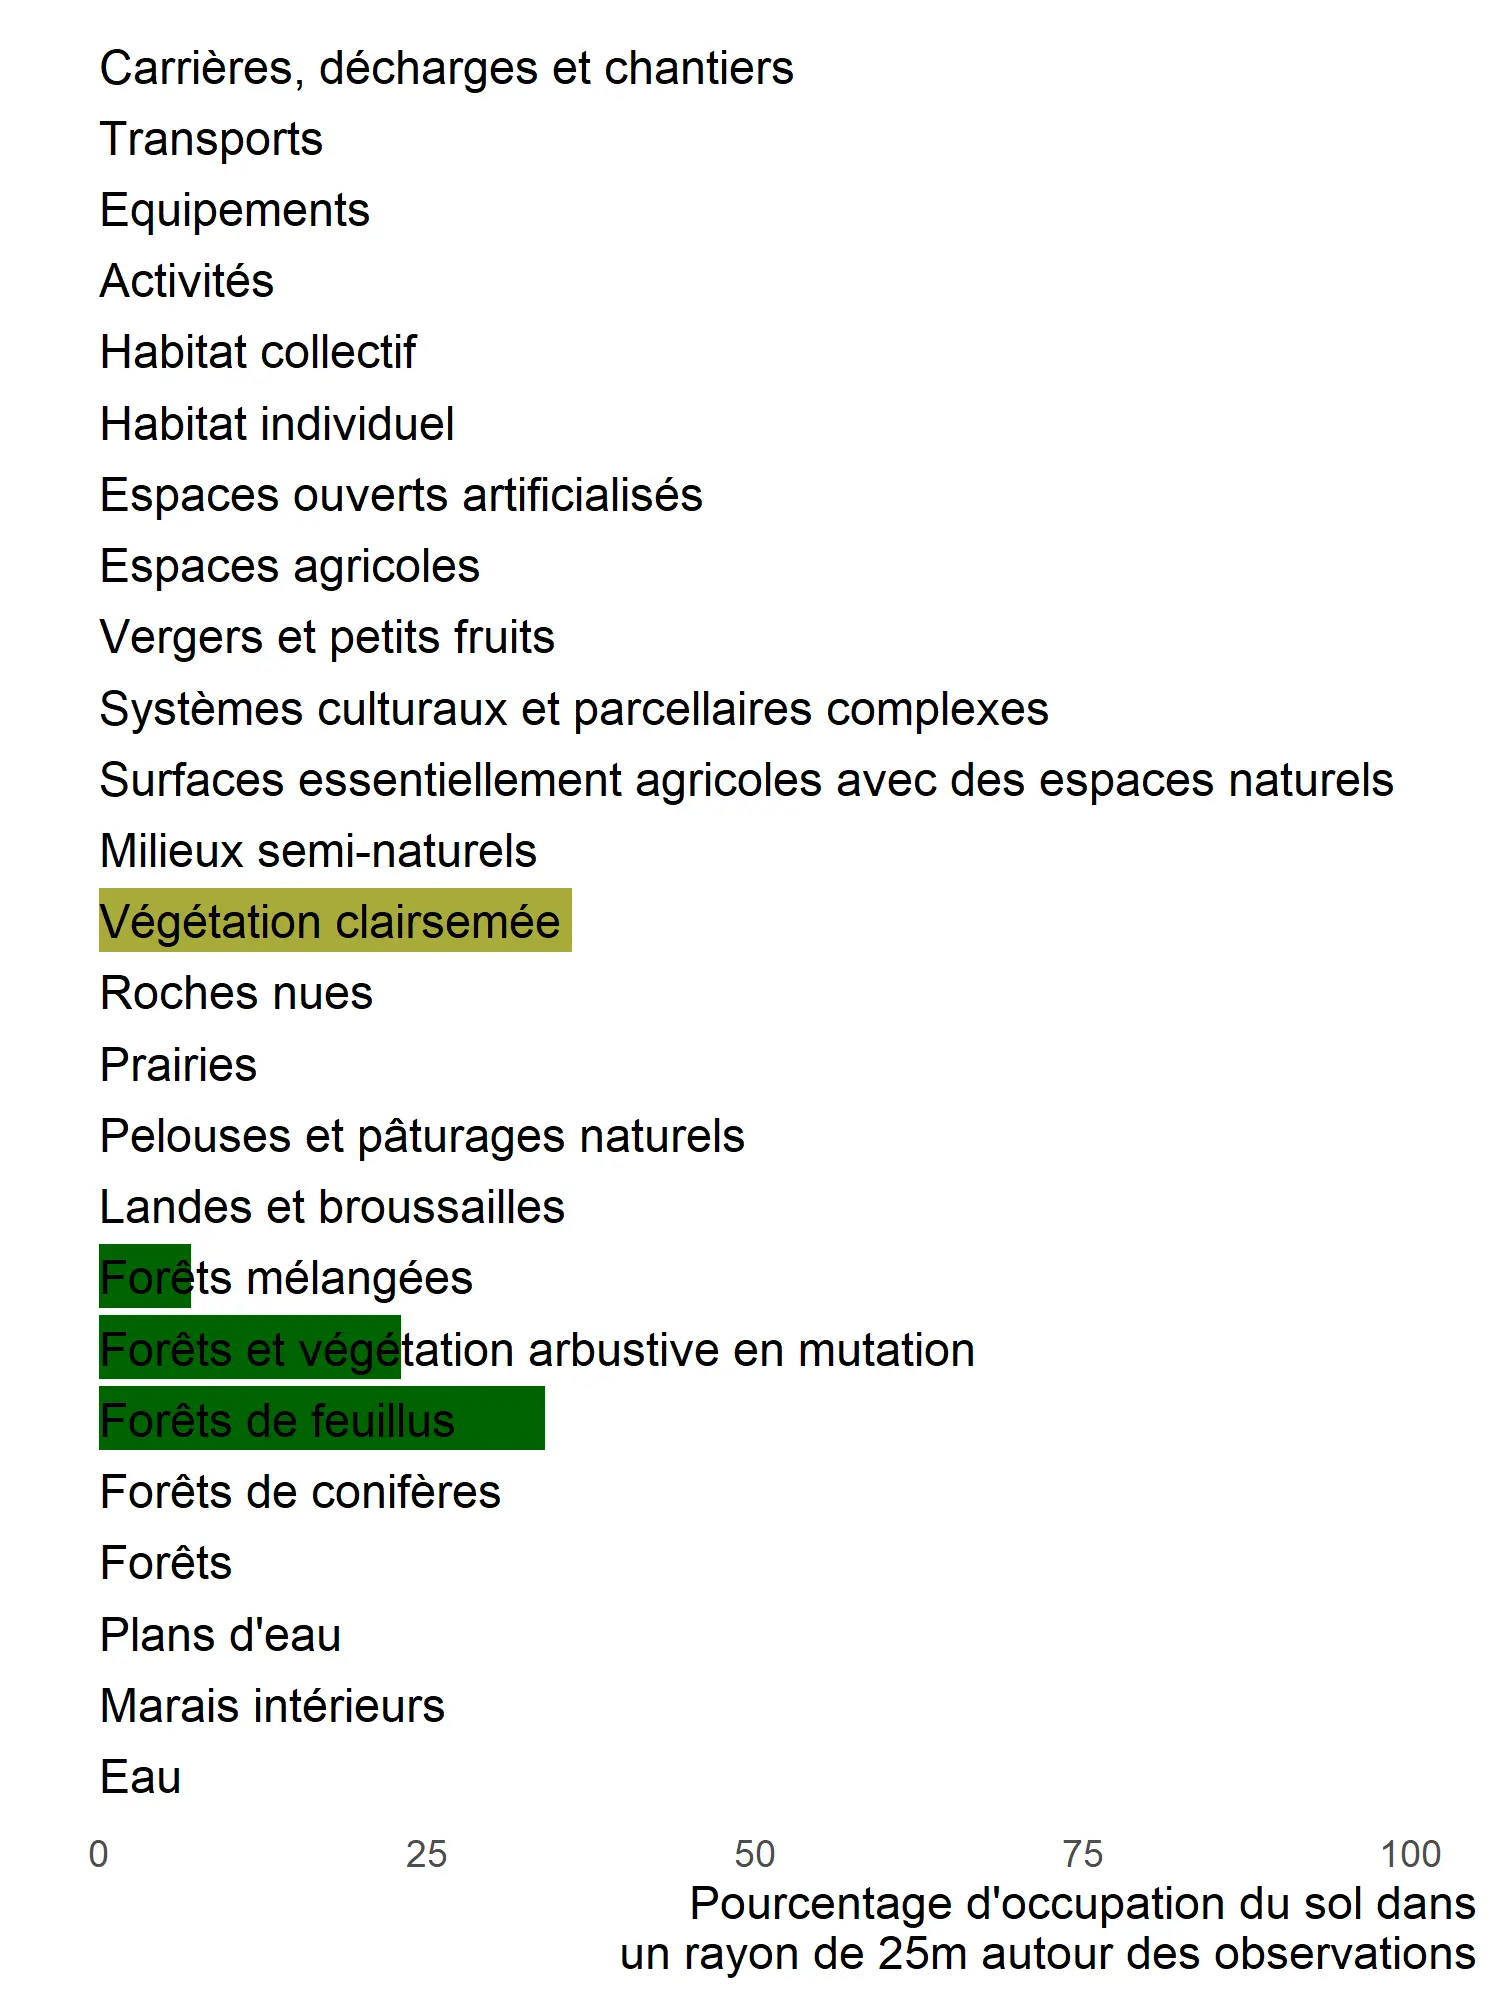 Carrières, décharges et chantiers
Transports
Equipements
Activités
Habitat collectif
Habitat individuel
Espaces ouverts artificialisés
Espaces agricoles
Vergers et petits fruits
Systèmes culturaux et parcellaires complexes
Surfaces essentiellement agricoles avec des espaces naturels
Milieux semi-naturels
Végétation clairsemée
Roches nues
Prairies
Pelouses et pâturages naturels
Landes et broussailles
Forêts mélangées
Forêts et végétation arbustive en mutation
Forêts de feuillus
Forêts de conifères
Forêts
Plans d'eau
Marais intérieurs
Eau
0 25 50 75 100
Pourcentage d'occupation du sol dans
un rayon de 25m autour des observations